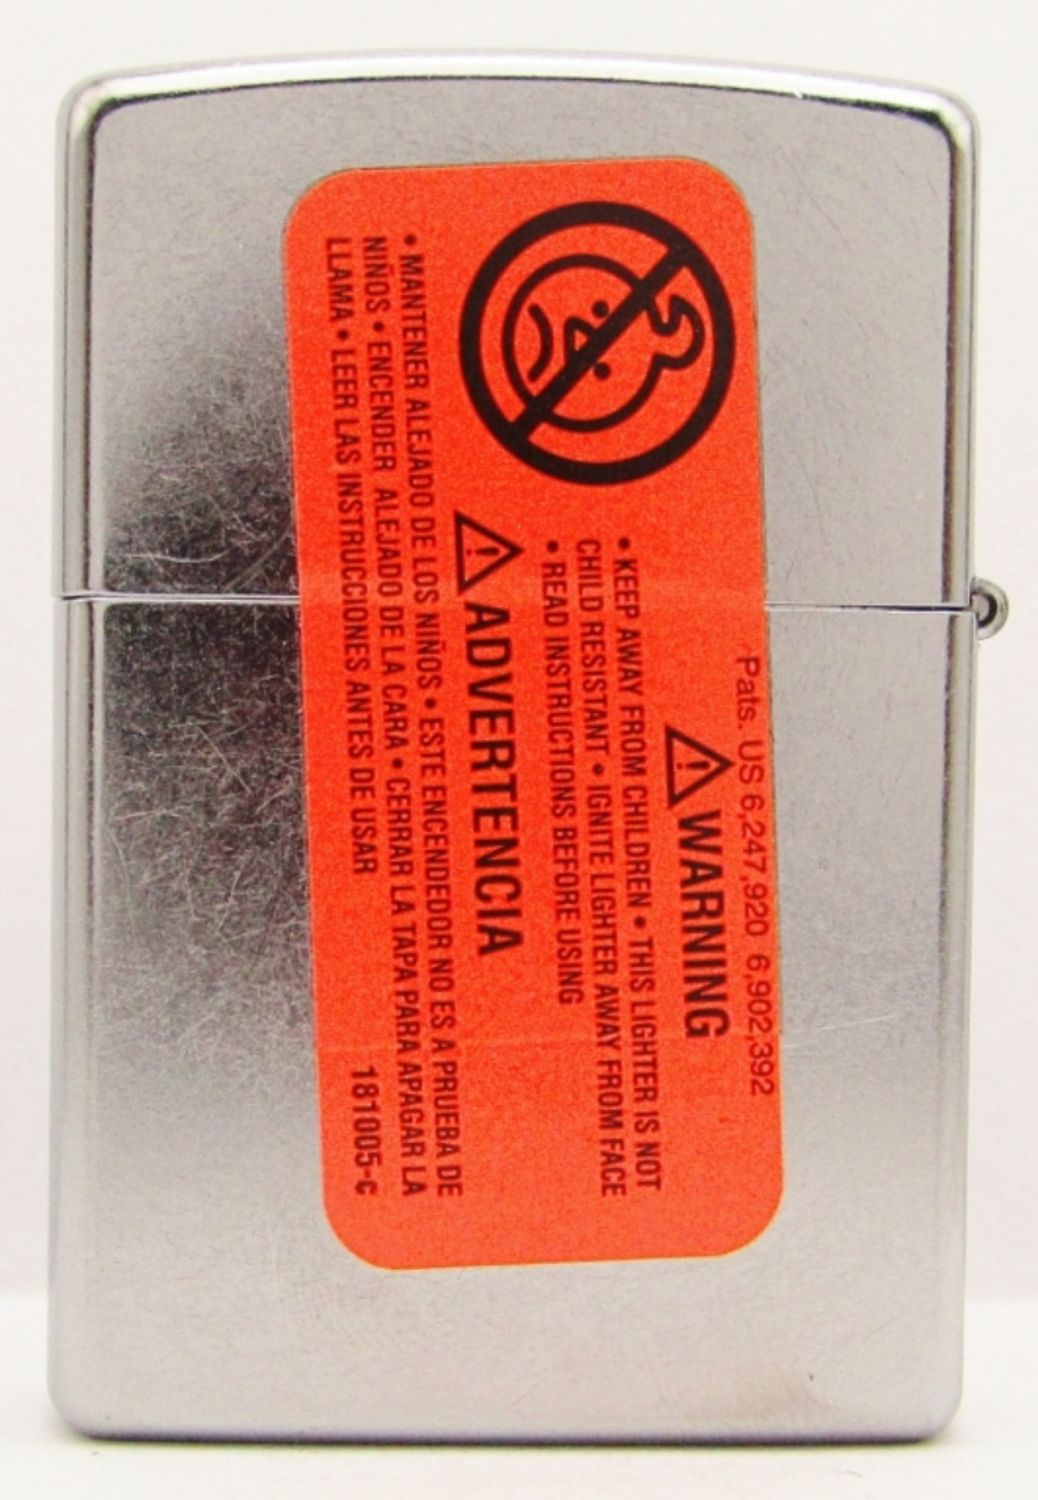 Pats. US 6,247,920 6,902,392
⚠ WARNING
• KEEP AWAY FROM CHILDREN • THIS LIGHTER IS NOT
CHILD RESISTANT • IGNITE LIGHTER AWAY FROM FACE
• READ INSTRUCTIONS BEFORE USING
⚠ ADVERTENCIA
• MANTENER ALEJADO DE LOS NIÑOS • ESTE ENCENDEDOR NO ES A PRUEBA DE
NIÑOS • ENCENDER ALEJADO DE LA CARA • CERRAR LA TAPA PARA APAGAR LA
LLAMA • LEER LAS INSTRUCCIONES ANTES DE USAR
181005-c